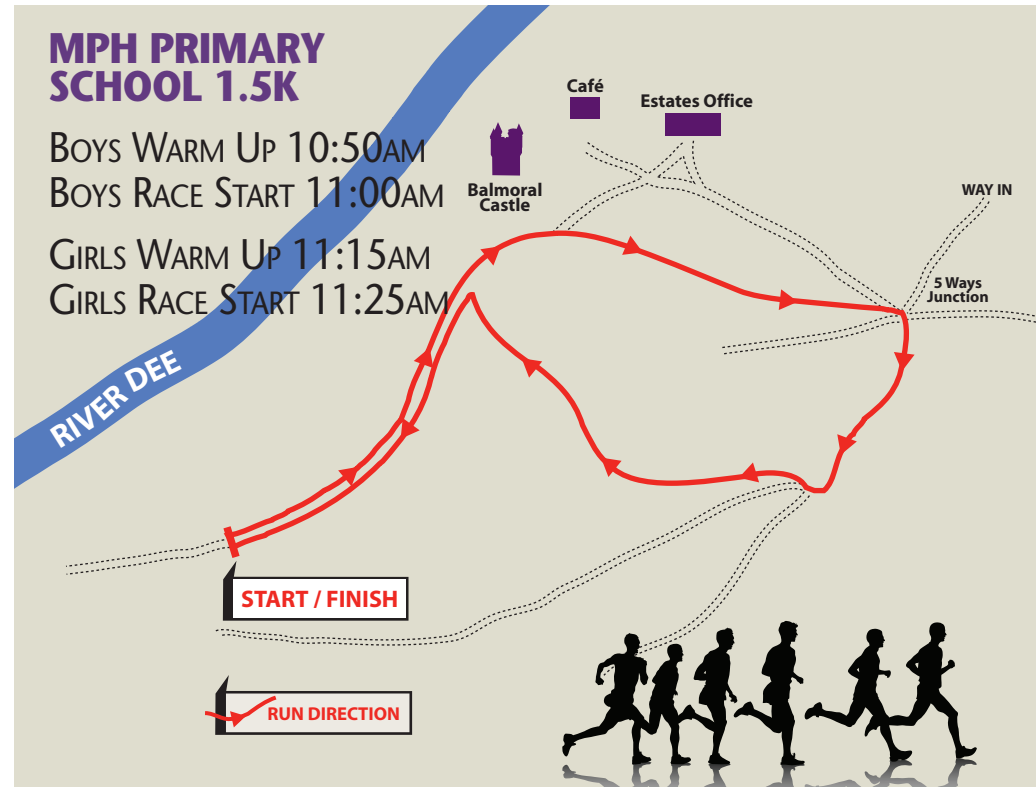 MPH PRIMARY
SCHOOL 1.5K
BOYS WARM UP 10:50AM
BOYS RACE START 11:00AM
GIRLS WARM UP 11:15AM
GIRLS RACE START 11:25AM
Café
Estates Office
Balmoral
Castle
WAY IN
5 Ways
Junction
RIVER DEE
START / FINISH
RUN DIRECTION